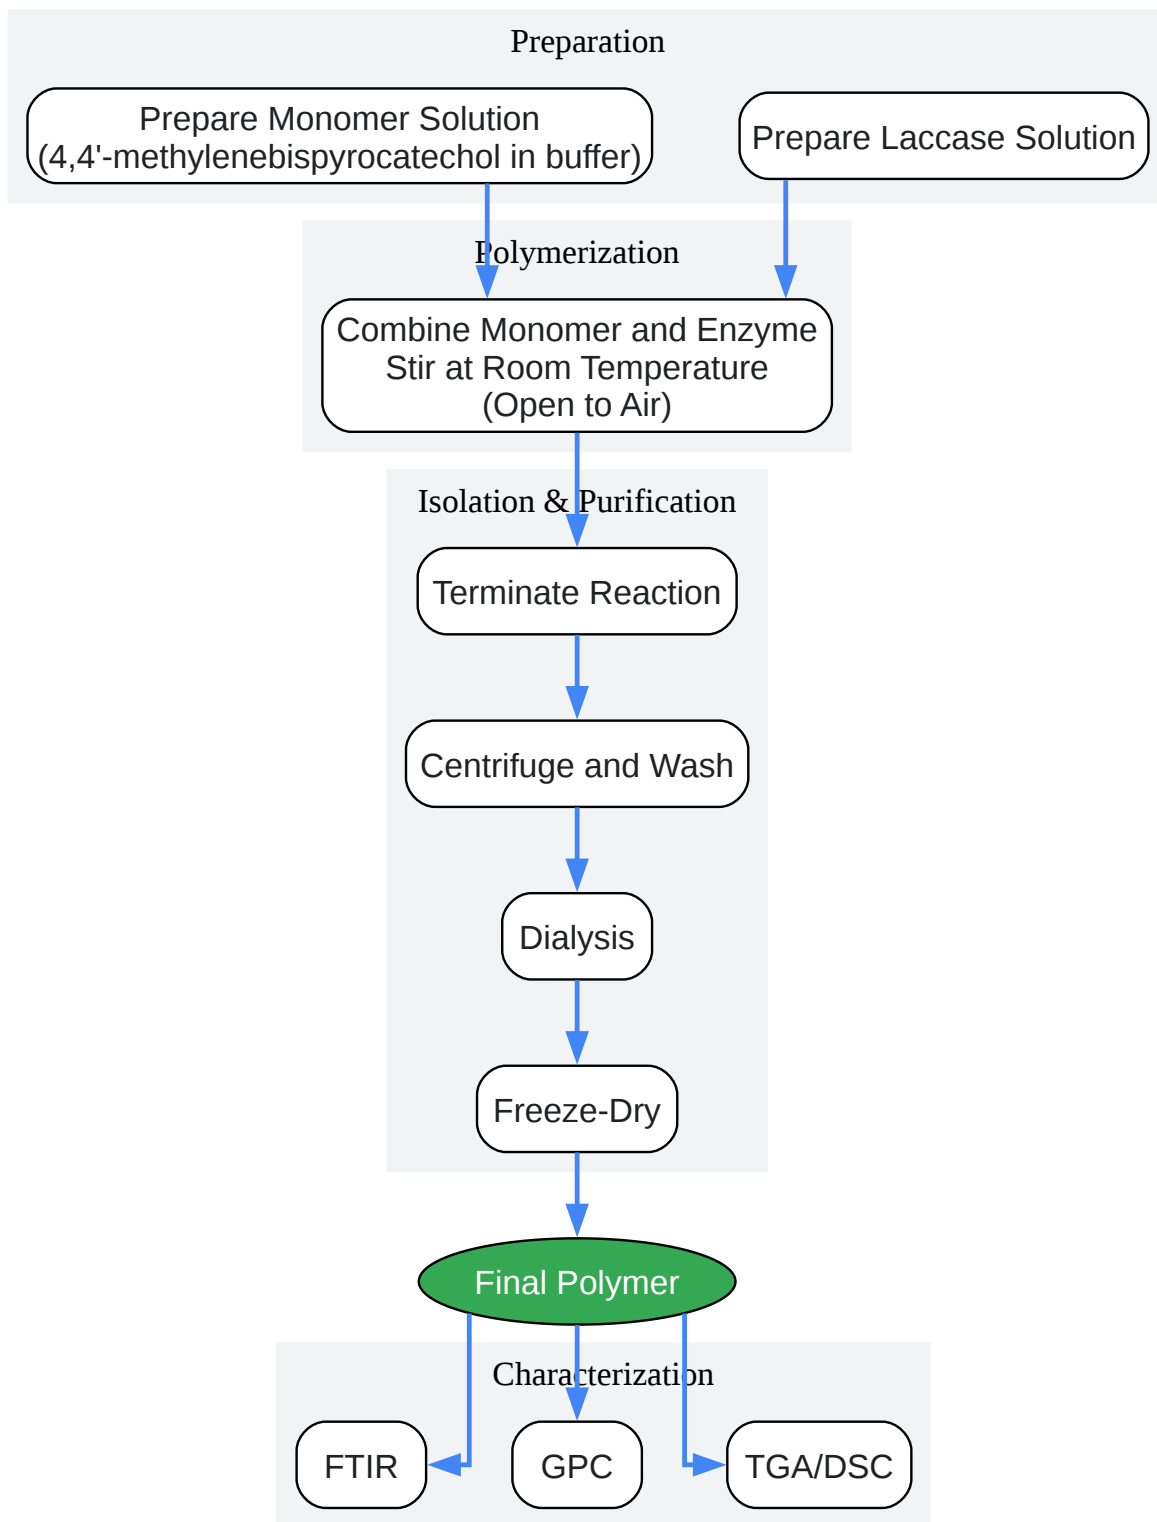 Preparation
Prepare Monomer Solution
(4,4'-methylenebispyrocatechol in buffer)
Prepare Laccase Solution
Polymerization
Combine Monomer and Enzyme
Stir at Room Temperature
(Open to Air)
Isolation & Purification
Terminate Reaction
Centrifuge and Wash
Dialysis
Freeze-Dry
Final Polymer
Characterization
FTIR
GPC
TGA/DSC